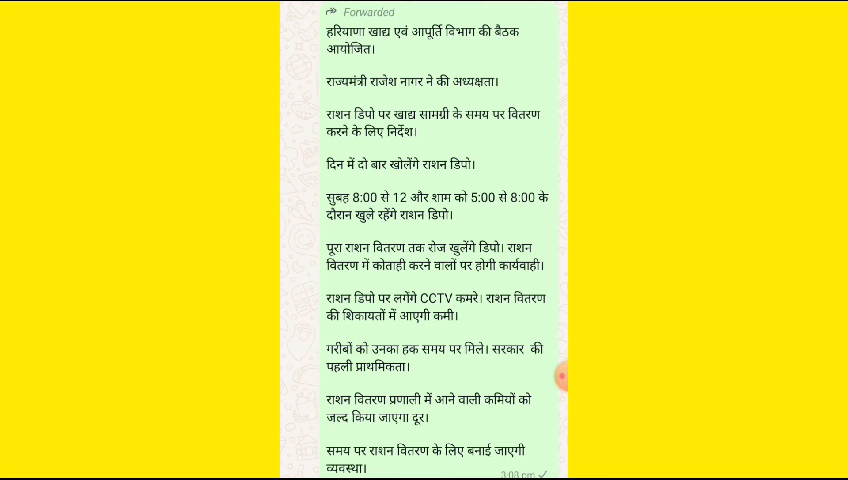 Forwarded
हरियाणा खाद्य एवं आपूर्ति विभाग की बैठक
आयोजित।
राज्यमंत्री राजेश नागर ने की अध्यक्षता।
राशन डिपो पर खाद्य सामग्री के समय पर वितरण
करने के लिए निर्देश।
दिन में दो बार खोलेंगे राशन डिपो।
सुबह 8:00 से 12 और शाम को 5:00 से 8:00 के
दौरान खुले रहेंगे राशन डिपो।
पूरा राशन वितरण तक रोज खुलेंगे डिपो। राशन
वितरण में कोताही करने वालों पर होगी कार्यवाही।
राशन डिपो पर लगेंगे CCTV कमरे। राशन वितरण
की शिकायतों में आएगी कमी।
गरीबों को उनका हक समय पर मिले। सरकार की
पहली प्राथमिकता।
राशन वितरण प्रणाली में आने वाली कमियों को
जल्द किया जाएगा दूर।
समय पर राशन वितरण के लिए बनाई जाएगी
व्यवस्था।
3:03 pm